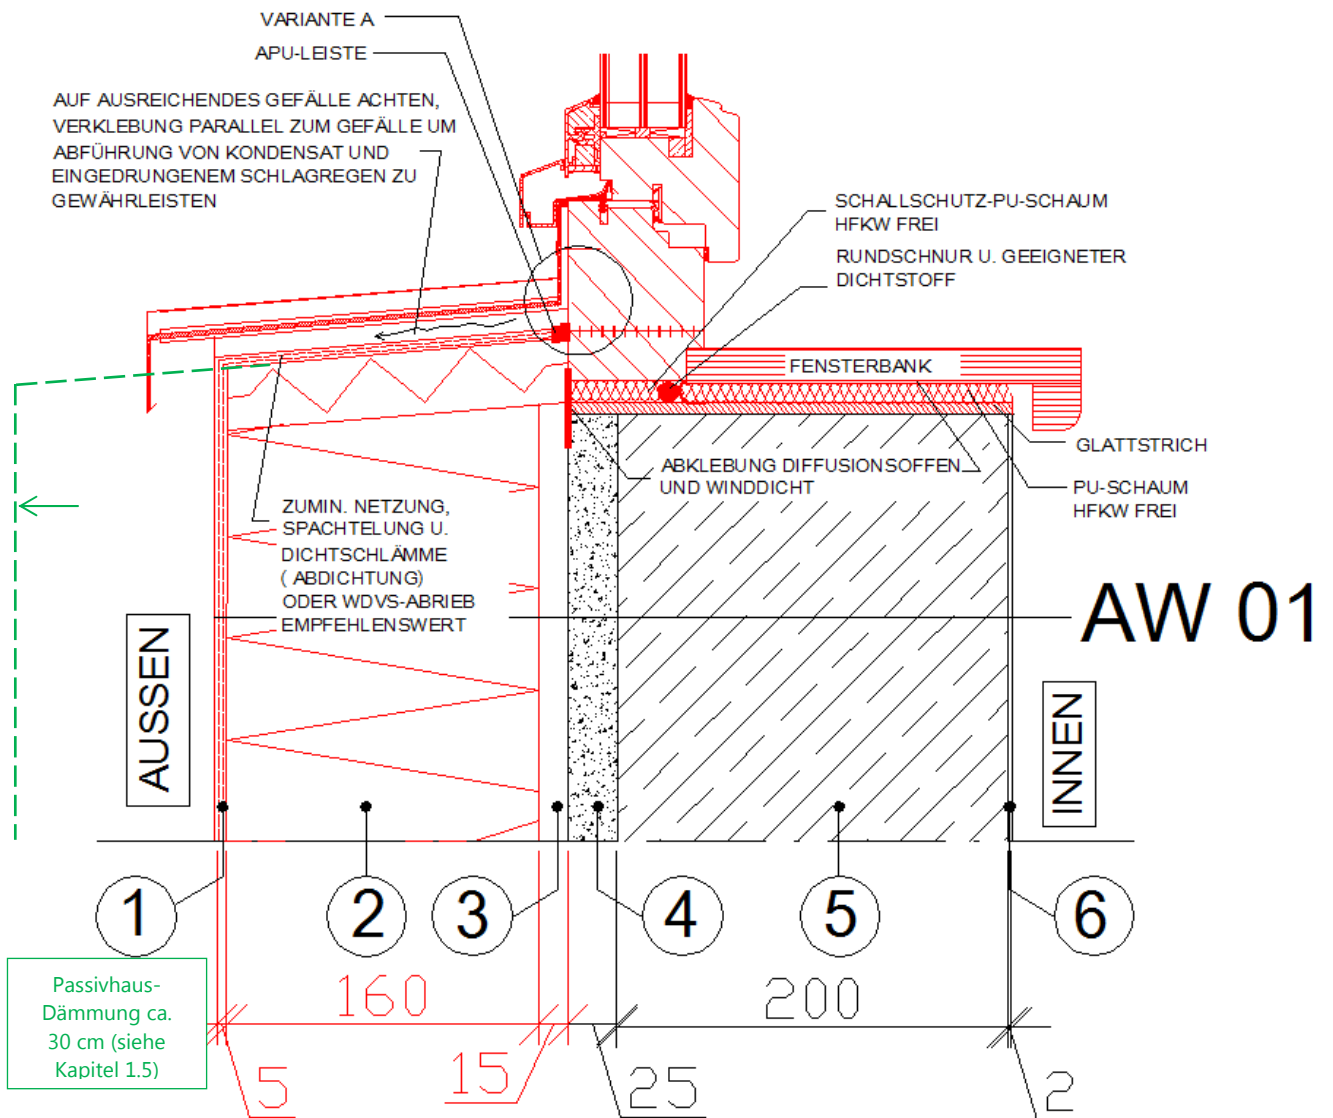 VARIANTE A
APU-LEISTE
AUF AUSREICHENDES GEFÄLLE ACHTEN,
VERKLEBUNG PARALLEL ZUM GEFÄLLE UM
ABFÜHRUNG VON KONDENSAT UND
EINGEDRUNGENEM SCHLAGREGEN ZU
GEWÄHRLEISTEN
SCHALLSCHUTZ-PU-SCHAUM
HFKW FREI
RUNDSCHNUR U. GEEIGNETER
DICHTSTOFF
FENSTERBANK
GLATTSTRICH
ABKLEBUNG DIFFUSIONSOFFEN
UND WINDDICHT
PU-SCHAUM
HFKW FREI
ZUMIN. NETZUNG,
SPACHTELUNG U.
DICHTSCHLÄMME
( ABDICHTUNG)
ODER WDVS-ABRIEB
EMPFEHLENSWERT
AW 01
AUSSEN
INNEN
1
2
3
4
5
6
Passivhaus-
Dämmung ca.
30 cm (siehe
Kapitel 1.5)
160
200
5
15
25
2